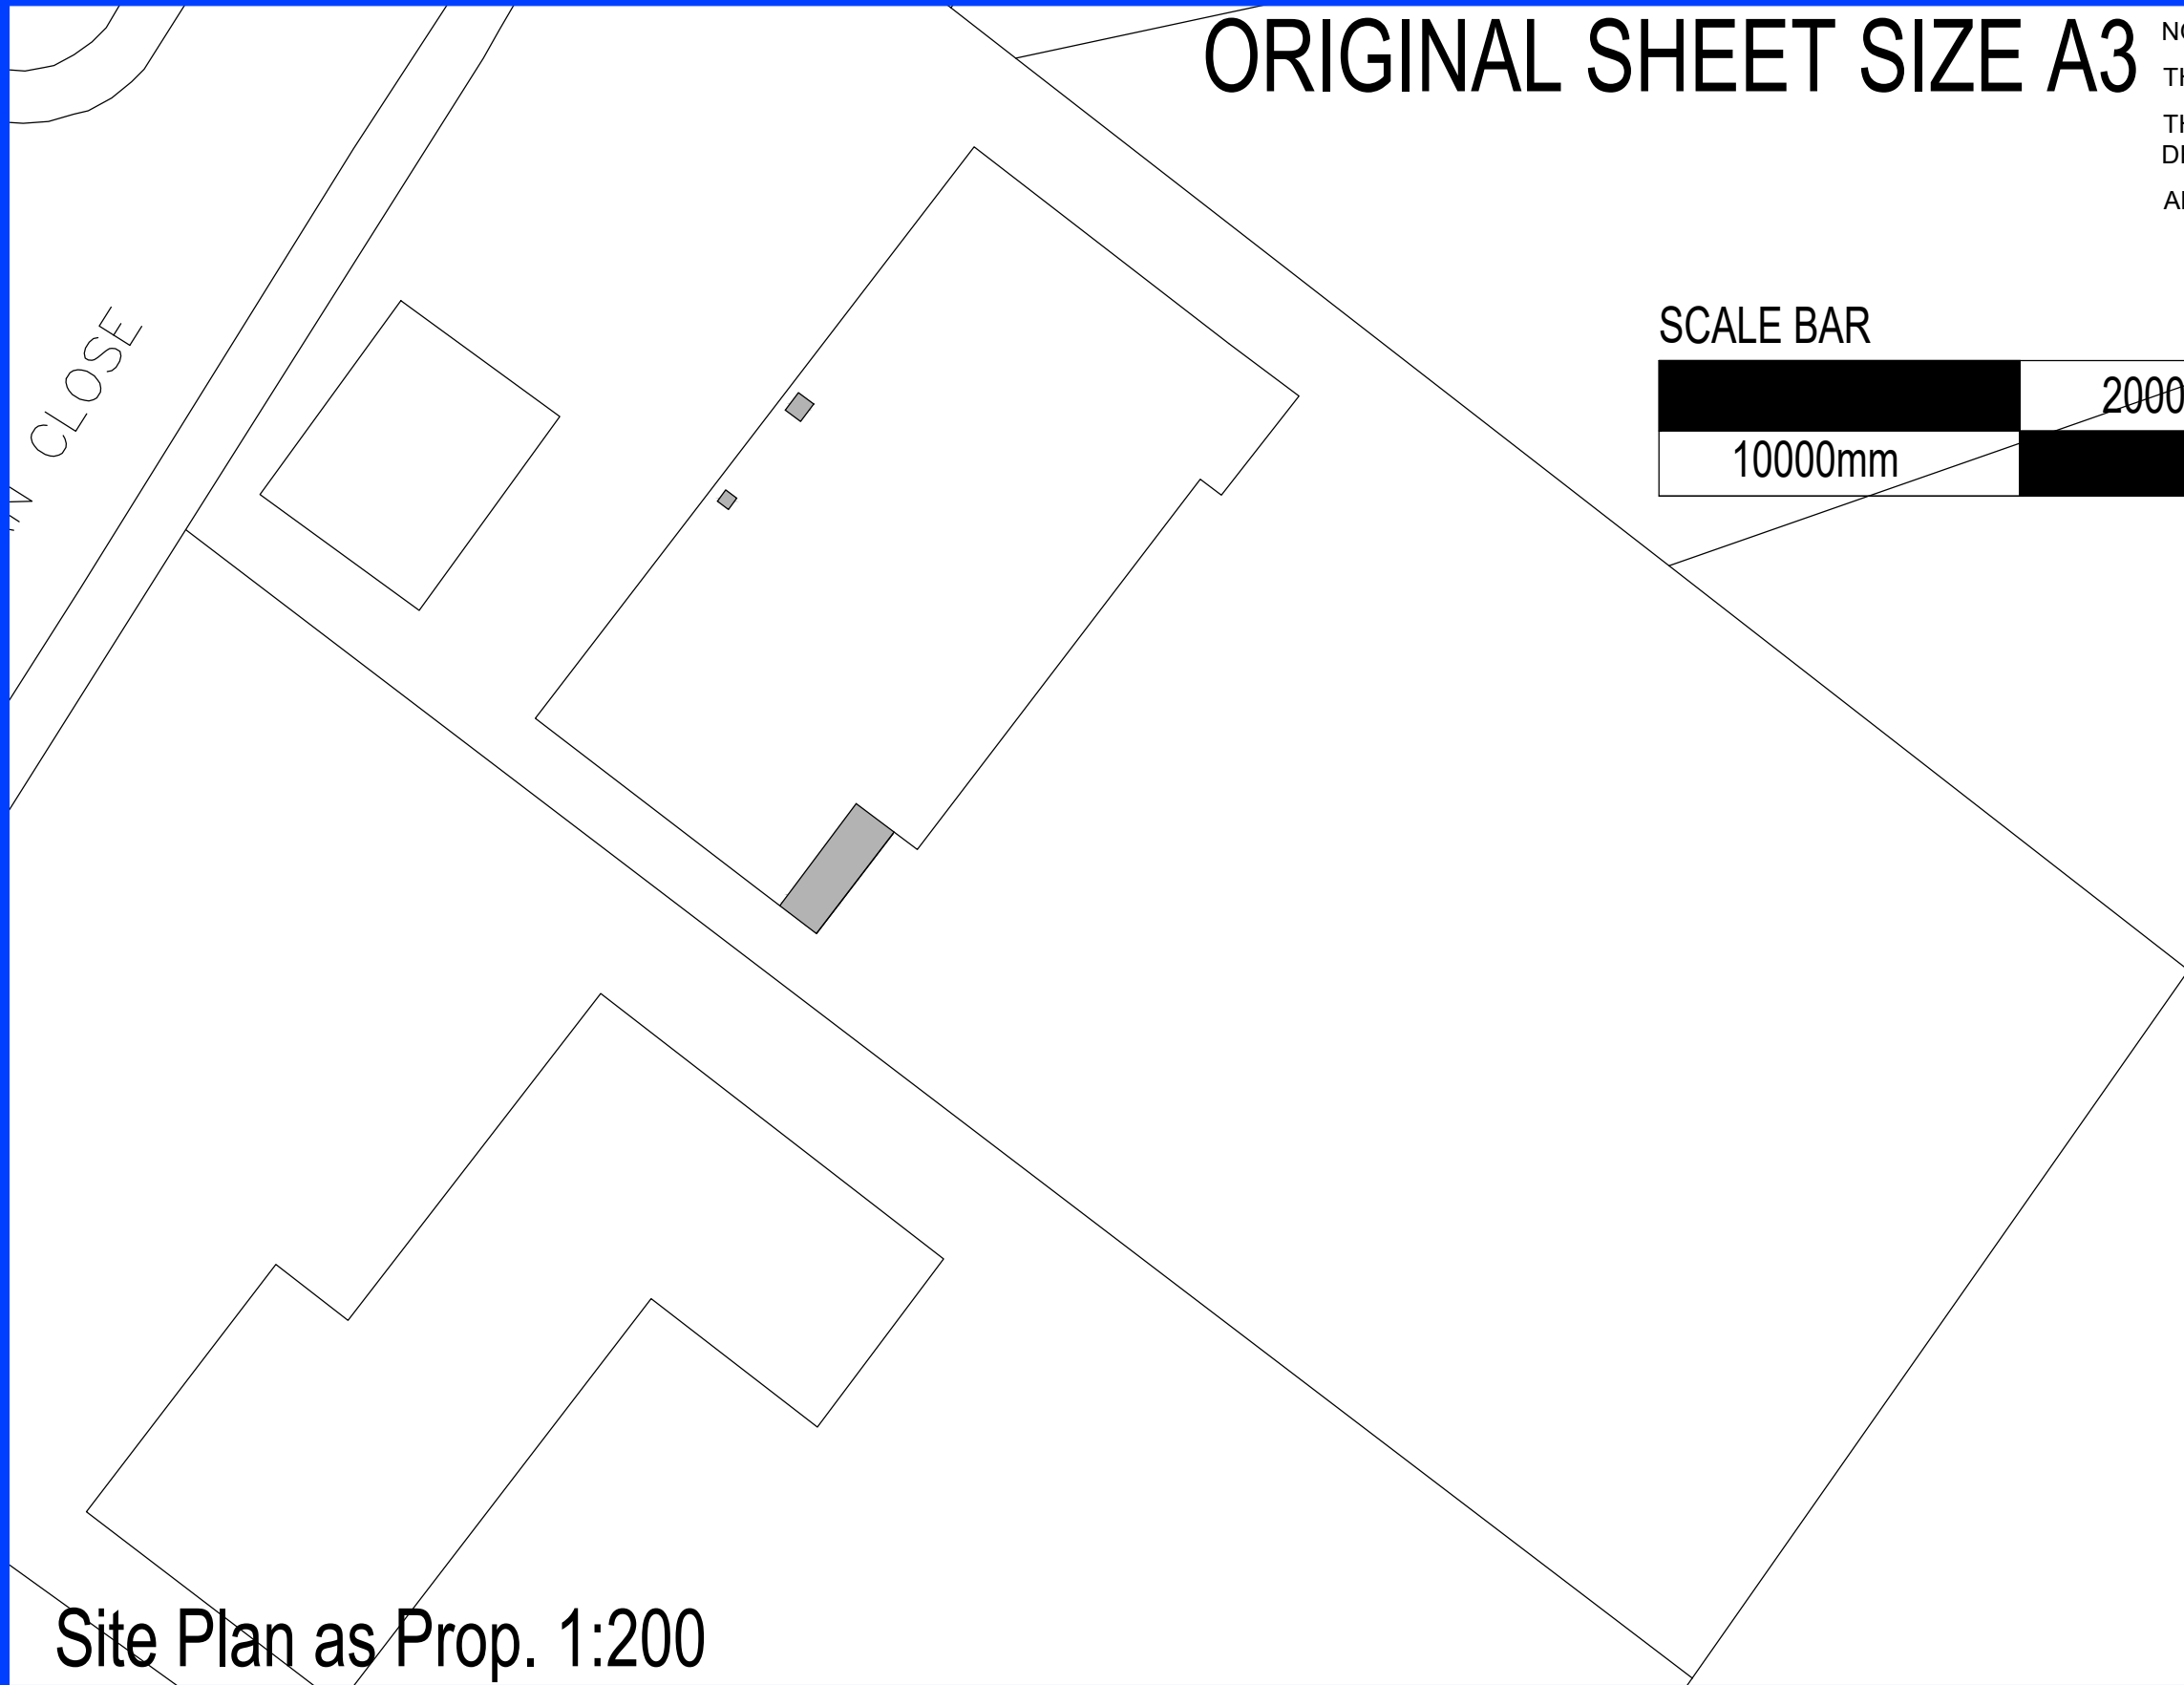 ORIGINAL SHEET SIZE A3
SCALE BAR
10000mm
CLOSE
Site Plan as Prop. 1:200